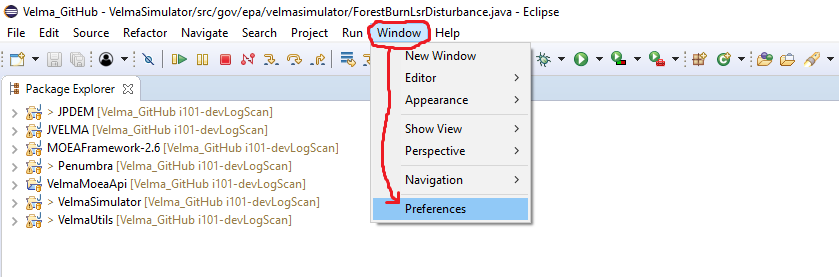 Velma_GitHub - VelmaSimulator/src/gov/epa/velmasimulator/ForestBurnLsrDisturbance.java - Eclipse
File Edit Source Refactor Navigate Search Project Run Window Help
New Window
Editor
Appearance
Show View
Perspective
Navigation
Preferences
Package Explorer
> JPDEM [Velma_GitHub i101-devLogScan]
JVELMA [Velma_GitHub i101-devLogScan]
MOEAFramework-2.6 [Velma_GitHub i101-devLogScan]
> Penumbra [Velma_GitHub i101-devLogScan]
VelmaMoeaApi [Velma_GitHub i101-devLogScan]
> VelmaSimulator [Velma_GitHub i101-devLogScan]
> VelmaUtils [Velma_GitHub i101-devLogScan]